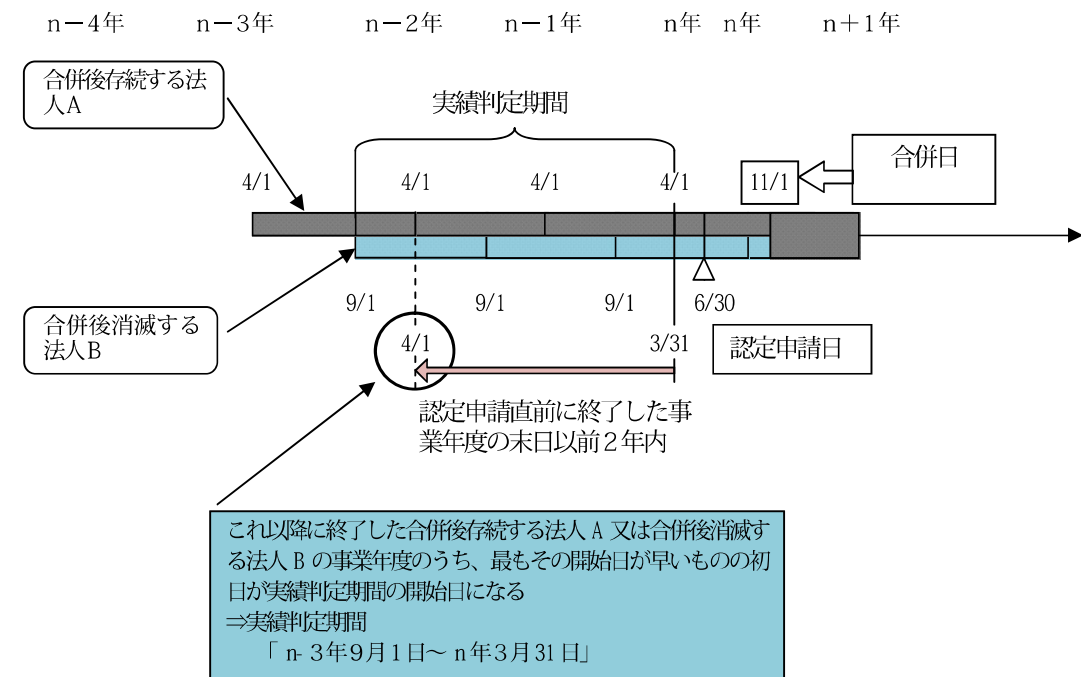 n－4年　n－3年　n－2年　n－1年　n年　n年　n＋1年
合併後存続する法
人A
実績判定期間
合併日
4/1　4/1　4/1　4/1　11/1
9/1　9/1　9/1　6/30
合併後消滅する
法人B
4/1　3/31
認定申請日
認定申請直前に終了した事
業年度の末日以前２年内
これ以降に終了した合併後存続する法人 A 又は合併後消滅す
る法人 B の事業年度のうち、最もその開始日が早いものの初
日が実績判定期間の開始日になる
⇒実績判定期間
「 n-３年９月１日～ n 年３月 31 日」